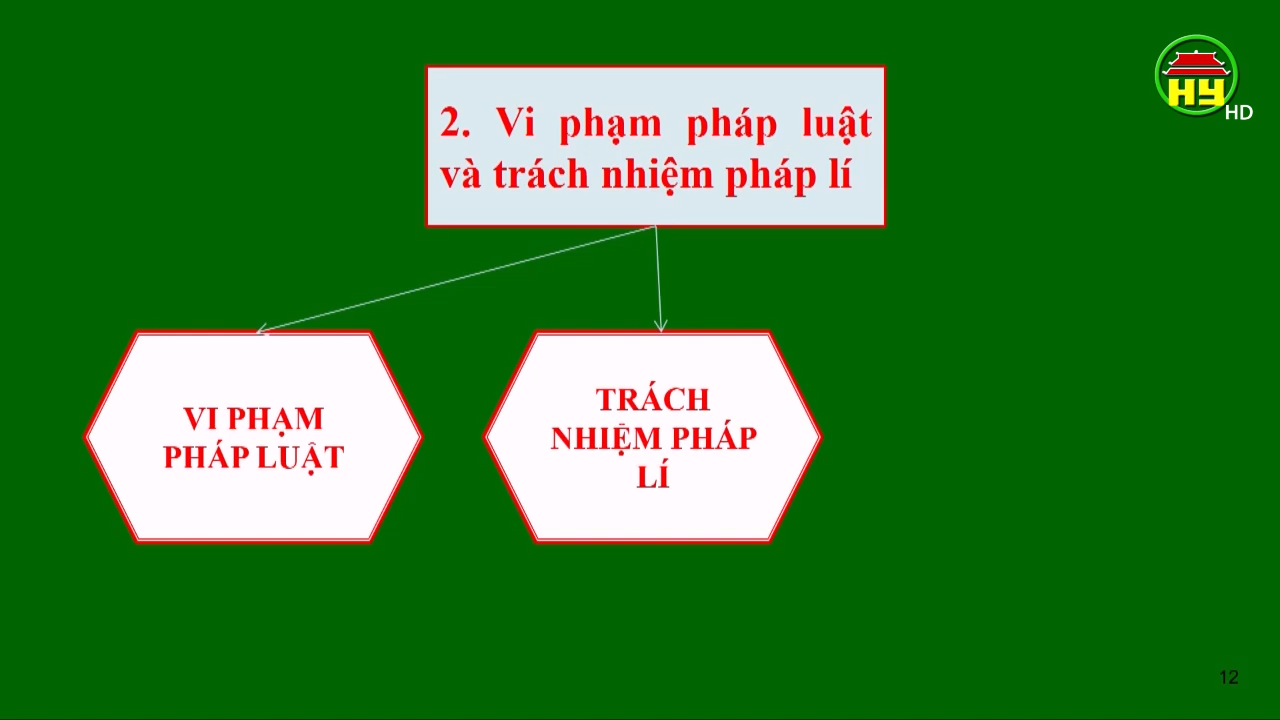 HY
HD
2. Vi phạm pháp luật
và trách nhiệm pháp lí
VI PHẠM
PHÁP LUẬT
TRÁCH
NHIỆM PHÁP
LÍ
12